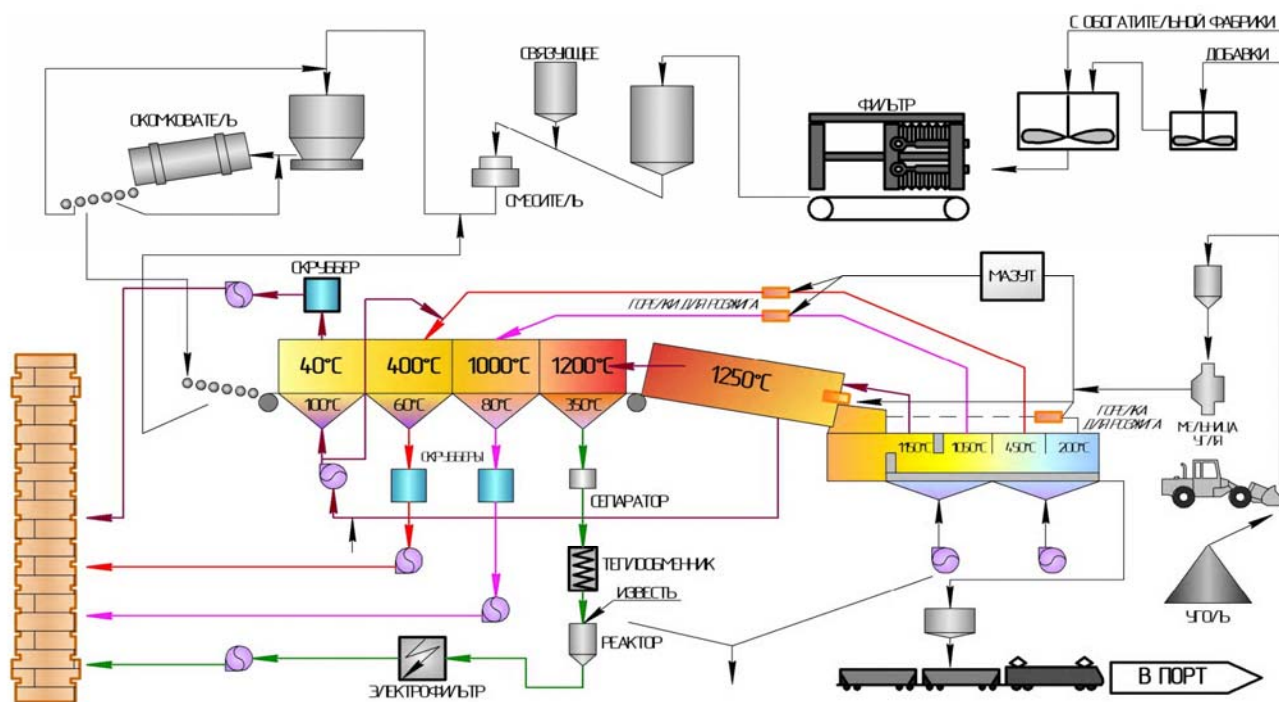 С ОБОГАТИТЕЛЬНОЙ ФАБРИКИ
ДОБАВКИ
СВЯЗУЮЩЕЕ
ФИЛЬТР
ОКОМКОВАТЕЛЬ
СМЕСИТЕЛЬ
СКРУББЕР
МАЗУТ
ГОРЕЛКИ ДЛЯ РОЗЖИГА
40°C
400°C
1000°C
1200°C
1250°C
100°C
60°C
80°C
350°C
ГОРЕЛКА
ДЛЯ РОЗЖИГА
МЕЛЬНИЦА
УГЛЯ
1150°C
1050°C
450°C
200°C
СКРУББЕРЫ
СЕПАРАТОР
ТЕПЛООБМЕННИК
ИЗВЕСТЬ
РЕАКТОР
УГОЛЬ
ЭЛЕКТРОФИЛЬТР
В ПОРТ